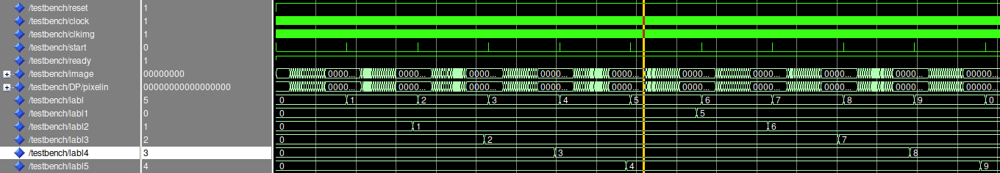 /testbench/reset 1
/testbench/clock 1
/testbench/clkimg 1
/testbench/start 0
/testbench/ready 1
/testbench/image 00000000 0000... 0000... 0000... 0000... 0000... 0000... 0000... 0000... 0000... 00000...
/testbench/DP/pixelin 0000000000000000 0000... 0000... 0000... 0000... 0000... 0000... 0000... 0000... 0000... 00000...
/testbench/labl 5 0 1 2 3 4 5 6 7 8 9 0
/testbench/labl1 0 0 5
/testbench/labl2 1 0 1 6
/testbench/labl3 2 0 2 7
/testbench/labl4 3 0 3 8
/testbench/labl5 4 0 4 9